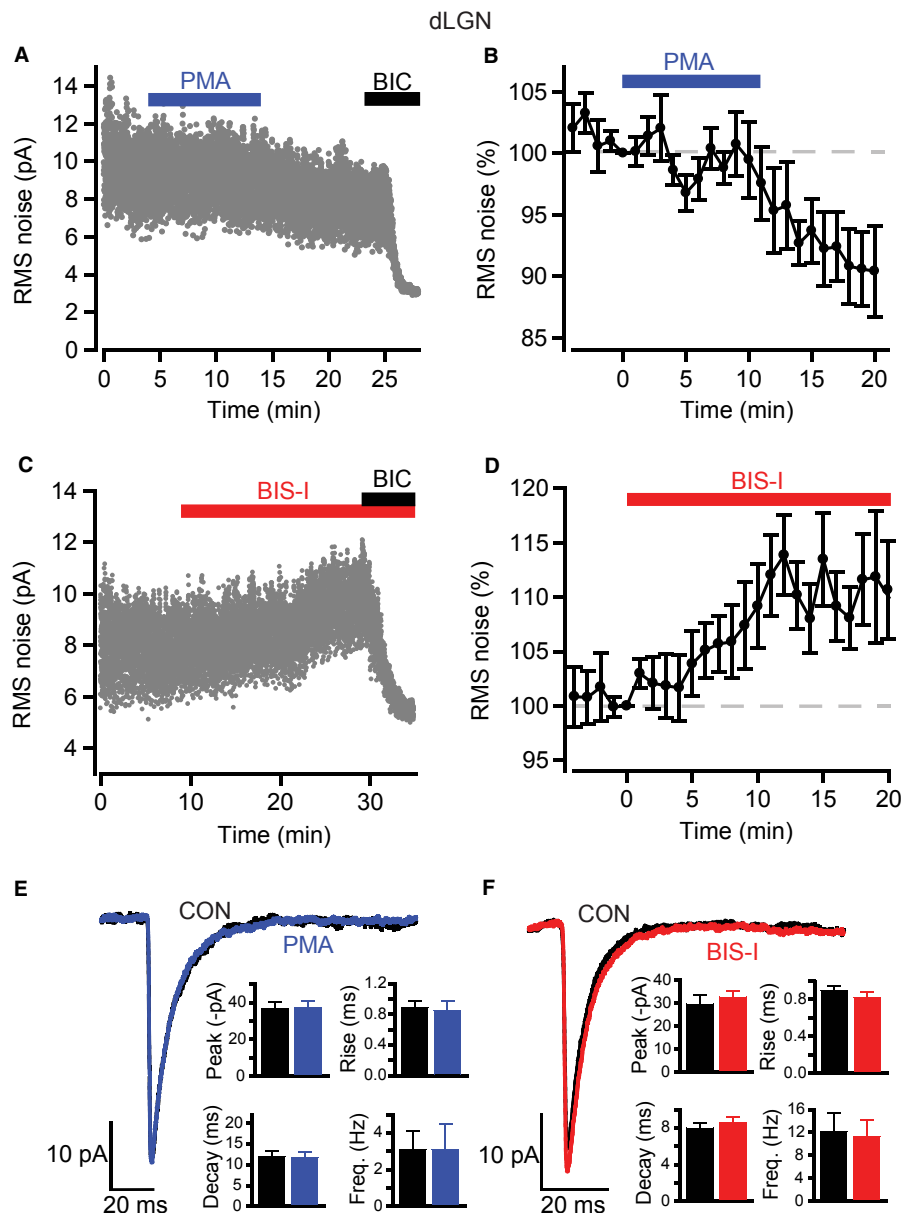 dLGN
A
PMA
BIC
14
12
10
8
6
4
2
0
RMS noise (pA)
0 5 10 15 20 25
Time (min)
B
PMA
105
100
95
90
85
RMS noise (%)
0 5 10 15 20
Time (min)
C
BIC
BIS-I
14
12
10
8
6
4
RMS noise (pA)
0 10 20 30
Time (min)
D
BIS-I
120
115
110
105
100
95
RMS noise (%)
0 5 10 15 20
Time (min)
E
CON
PMA
Peak (-pA)
40
20
0
Rise (ms)
1.2
0.8
0.4
0.0
Decay (ms)
20
15
10
5
0
Freq. (Hz)
4
2
0
10 pA
20 ms
F
CON
BIS-I
Peak (-pA)
40
30
20
10
0
Rise (ms)
0.8
0.4
0.0
Decay (ms)
8
4
0
Freq. (Hz)
16
12
8
4
0
10 pA
20 ms